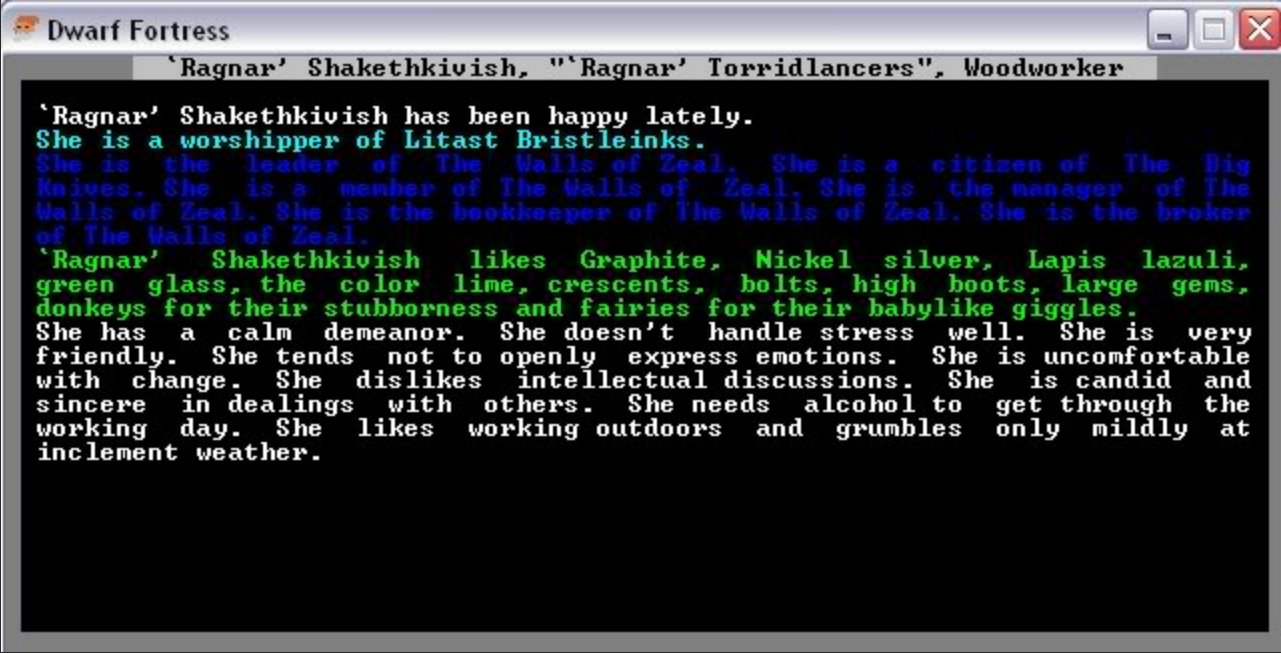 Dwarf Fortress
`Ragnar' Shakethkivish, "`Ragnar' Torridlancers", Woodworker
`Ragnar' Shakethkivish has been happy lately.
She is a worshipper of Litast Bristleinks.
She is the leader of The Walls of Zeal. She is a citizen of The Big
Knives. She is a member of The Walls of Zeal. She is the manager of The
Walls of Zeal. She is the bookkeeper of The Walls of Zeal. She is the broker
of The Walls of Zeal.
`Ragnar' Shakethkivish likes Graphite, Nickel silver, Lapis lazuli,
green glass, the color lime, crescents, bolts, high boots, large gems,
donkeys for their stubborness and fairies for their babylike giggles.
She has a calm demeanor. She doesn't handle stress well. She is very
friendly. She tends not to openly express emotions. She is uncomfortable
with change. She dislikes intellectual discussions. She is candid and
sincere in dealings with others. She needs alcohol to get through the
working day. She likes working outdoors and grumbles only mildly at
inclement weather.